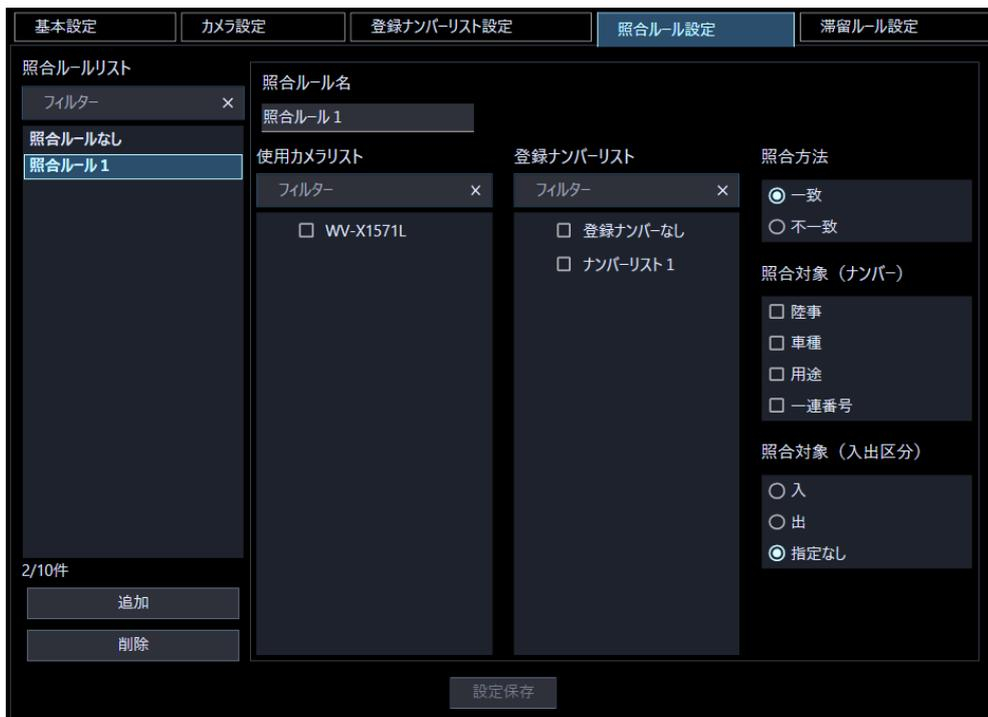 基本設定
カメラ設定
登録ナンバーリスト設定
照合ルール設定
滞留ルール設定
照合ルールリスト
フィルター ×
照合ルールなし
照合ルール1
2/10件
追加
削除
照合ルール名
照合ルール1
使用カメラリスト
フィルター ×
WV-X1571L
登録ナンバーリスト
フィルター ×
登録ナンバーなし
ナンバーリスト1
照合方法
一致
不一致
照合対象（ナンバー）
陸事
車種
用途
一連番号
照合対象（入出区分）
入
出
指定なし
設定保存